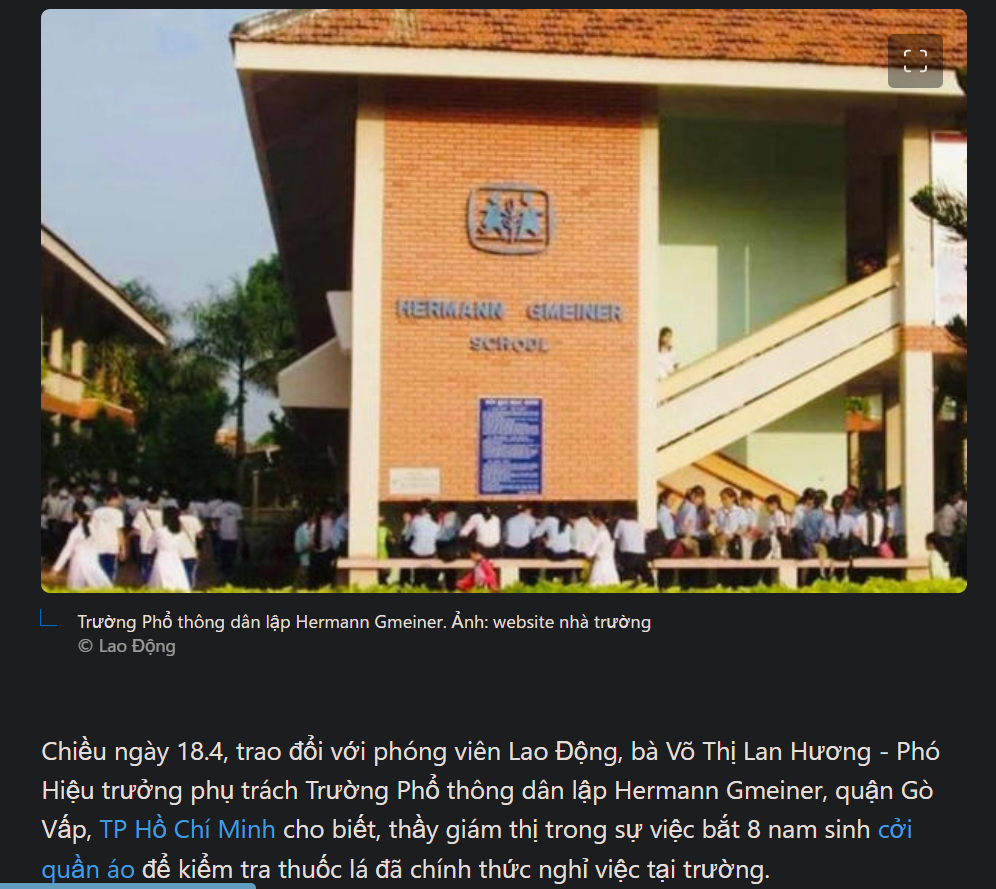 HERMANN GMEINER
SCHOOL
Trường Phổ thông dân lập Hermann Gmeiner. Ảnh: website nhà trường
© Lao Động
Chiều ngày 18.4, trao đổi với phóng viên Lao Động, bà Võ Thị Lan Hương - Phó
Hiệu trưởng phụ trách Trường Phổ thông dân lập Hermann Gmeiner, quận Gò
Vấp, TP Hồ Chí Minh cho biết, thầy giám thị trong sự việc bắt 8 nam sinh cởi
quần áo để kiểm tra thuốc lá đã chính thức nghỉ việc tại trường.